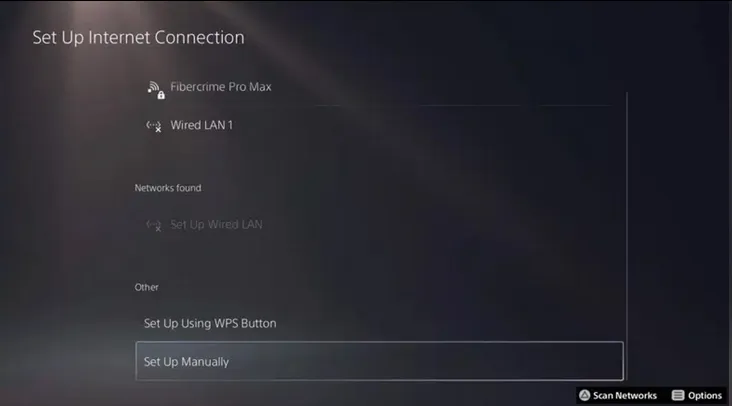 Set Up Internet Connection
Fibercrime Pro Max
Wired LAN 1
Networks found
Set Up Wired LAN
Other
Set Up Using WPS Button
Set Up Manually
Scan Networks Options